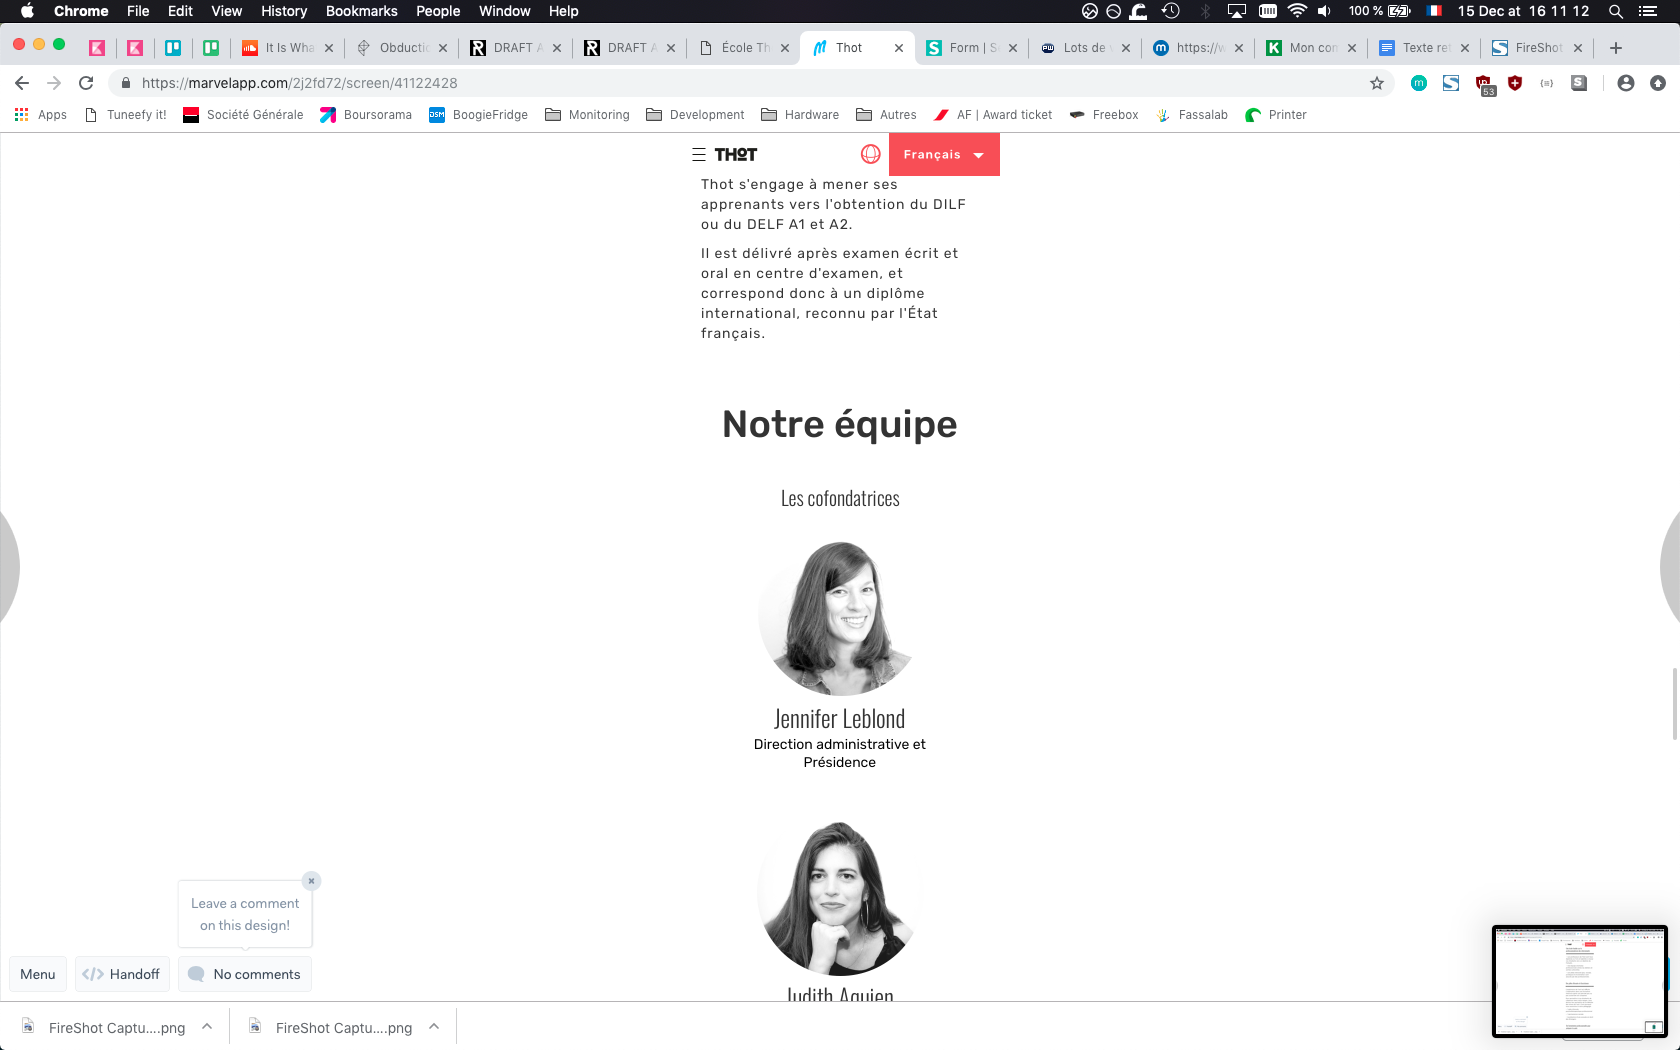 Chrome File Edit View History Bookmarks People Window Help 100 % 15 Dec at 16 11 12
It Is Wha Obductio DRAFT A DRAFT A École Th Thot Form | S Lots de https://w Mon con Texte ret FireShot
https://marvelapp.com/2j2fd72/screen/41122428
53
Apps Tuneefy it! Société Générale Boursorama BoogieFridge Monitoring Development Hardware Autres AF | Award ticket Freebox Fassalab Printer
THOT Français
Thot s'engage à mener ses
apprenants vers l'obtention du DILF
ou du DELF A1 et A2.
Il est délivré après examen écrit et
oral en centre d'examen, et
correspond donc à un diplôme
international, reconnu par l'État
français.
Notre équipe
Les cofondatrices
Jennifer Leblond
Direction administrative et
Présidence
Judith Aquien
Leave a comment
on this design!
Menu Handoff No comments
FireShot Captu....png FireShot Captu....png